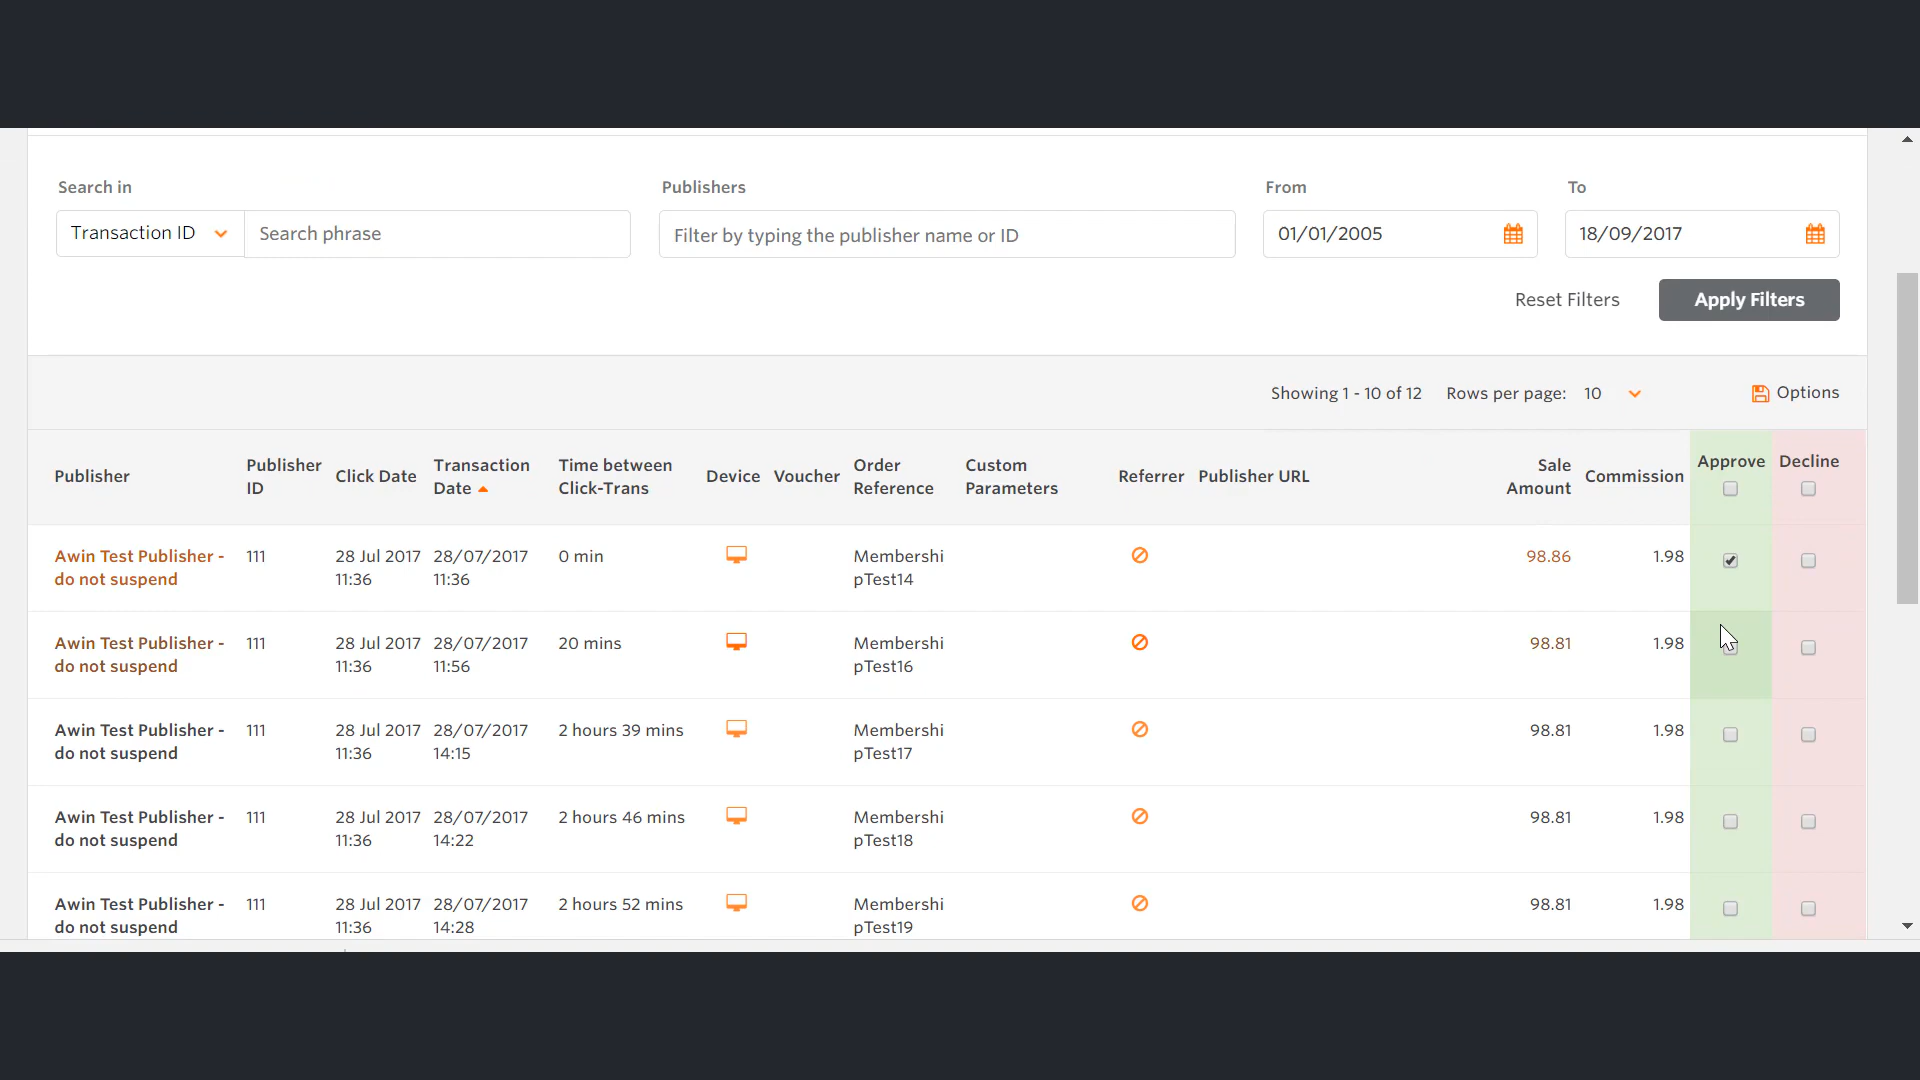 Search in
Publishers
From
To
Transaction ID
Search phrase
Filter by typing the publisher name or ID
01/01/2005
18/09/2017
Reset Filters
Apply Filters
Showing 1 - 10 of 12
Rows per page: 10
Options
Publisher
Publisher
ID
Click Date
Transaction
Date
Time between
Click-Trans
Device
Voucher
Order
Reference
Custom
Parameters
Referrer
Publisher URL
Sale
Amount
Commission
Approve
Decline
Awin Test Publisher -
do not suspend
111
28 Jul 2017
11:36
28/07/2017
11:36
0 min
Membershi
pTest14
98.86
1.98
Awin Test Publisher -
do not suspend
111
28 Jul 2017
11:36
28/07/2017
11:56
20 mins
Membershi
pTest16
98.81
1.98
Awin Test Publisher -
do not suspend
111
28 Jul 2017
11:36
28/07/2017
14:15
2 hours 39 mins
Membershi
pTest17
98.81
1.98
Awin Test Publisher -
do not suspend
111
28 Jul 2017
11:36
28/07/2017
14:22
2 hours 46 mins
Membershi
pTest18
98.81
1.98
Awin Test Publisher -
do not suspend
111
28 Jul 2017
11:36
28/07/2017
14:28
2 hours 52 mins
Membershi
pTest19
98.81
1.98